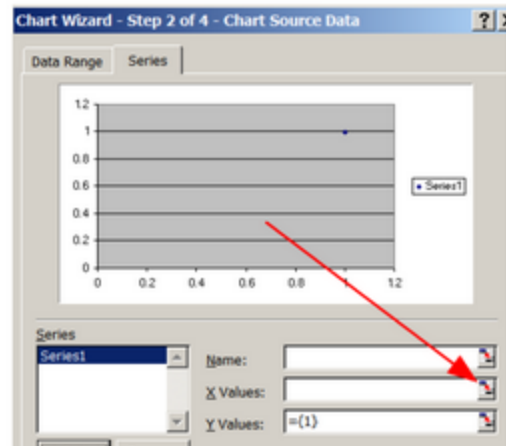 Chart Wizard - Step 2 of 4 - Chart Source Data
Data Range Series
1.2
1
0.8
0.6
0.4
0.2
0
0 0.2 0.4 0.6 0.8 1 1.2
Series1
Series
Series1
Name:
X Values:
Y Values: ={1}